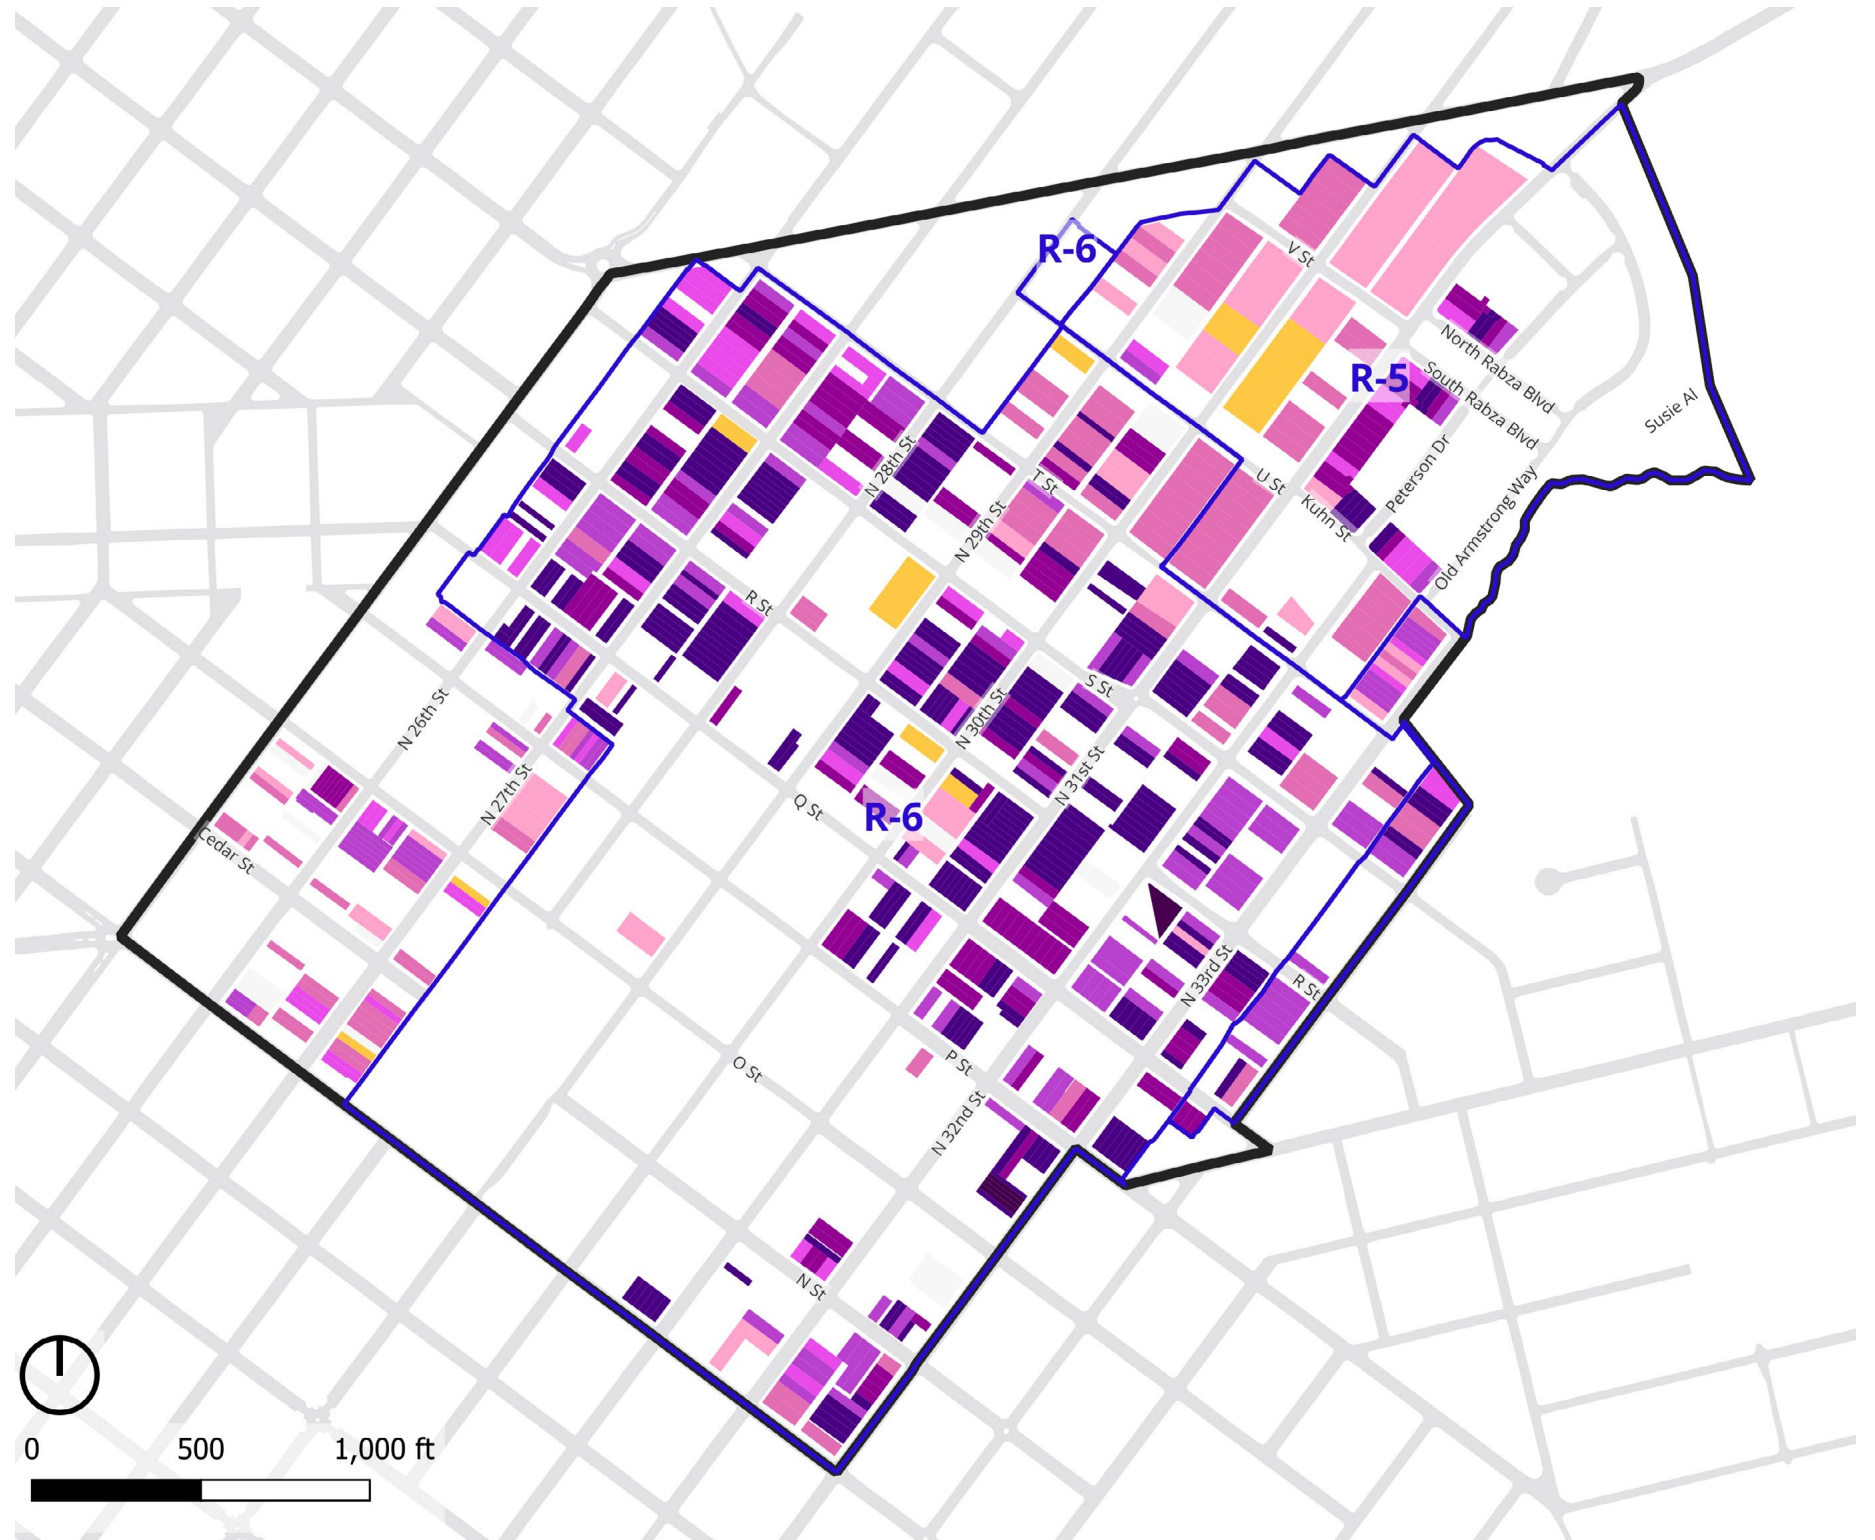 R-6
V St
North Rabza Blvd
R-5
South Rabza Blvd
Susie Al
N 28th St
T St
U St
Peterson Dr
Kuhn St
N 29th St
Old Armstrong Way
R St
S St
N 26th St
N 30th St
N 31st St
N 27th St
Q St
R-6
Cedar St
N 33rd St
R St
O St
P St
N 32nd St
N St
0 500 1,000 ft